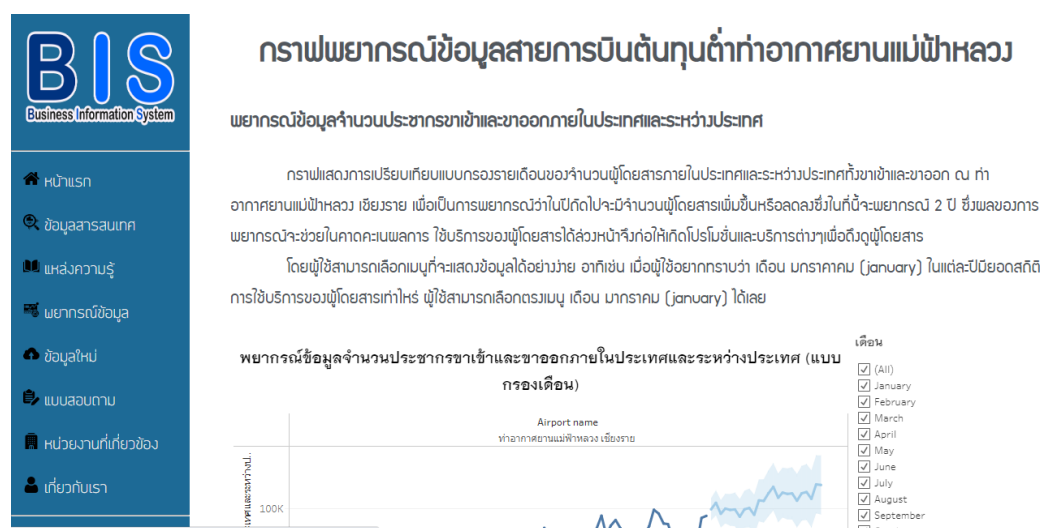 BIS
Business Information System
หน้าแรก
ข้อมูลสารสนเทศ
แหล่งความรู้
พยากรณ์ข้อมูล
ข้อมูลใหม่
แบบสอบถาม
หน่วยงานที่เกี่ยวข้อง
เกี่ยวกับเรา
กราฟพยากรณ์ข้อมูลสายการบินต้นทุนต่ำท่าอากาศยานแม่ฟ้าหลวง
พยากรณ์ข้อมูลจำนวนประชากรขาเข้าและขาออกภายในประเทศและระหว่างประเทศ
กราฟแสดงการเปรียบเทียบแบบกรองรายเดือนของจำนวนผู้โดยสารภายในประเทศและระหว่างประเทศทั้งขาเข้าและขาออก ณ ท่า
อากาศยานแม่ฟ้าหลวง เชียงราย เพื่อเป็นการพยากรณ์ว่าในปีถัดไปจะมีจำนวนผู้โดยสารเพิ่มขึ้นหรือลดลงซึ่งในที่นี้จะพยากรณ์ 2 ปี ซึ่งผลของการ
พยากรณ์จะช่วยในคาดคะเนผลการ ใช้บริการของผู้โดยสารได้ล่วงหน้าจึงก่อให้เกิดโปรโมชั่นและบริการต่างๆเพื่อดึงดูผู้โดยสาร
โดยผู้ใช้สามารถเลือกเมนูที่จะแสดงข้อมูลได้อย่างง่าย อาทิเช่น เมื่อผู้ใช้อยากทราบว่า เดือน มกราคาคม (january) ในแต่ละปีมียอดสถิติ
การใช้บริการของผู้โดยสารเท่าไหร่ ผู้ใช้สามารถเลือกตรงเมนู เดือน มากราคม (january) ได้เลย
พยากรณ์ข้อมูลจำนวนประชากรขาเข้าและขาออกภายในประเทศและระหว่างประเทศ (แบบ
กรองเดือน)
Airport name
ท่าอากาศยานแม่ฟ้าหลวง เชียงราย
100K
เดือน
(All)
January
February
March
April
May
June
July
August
September